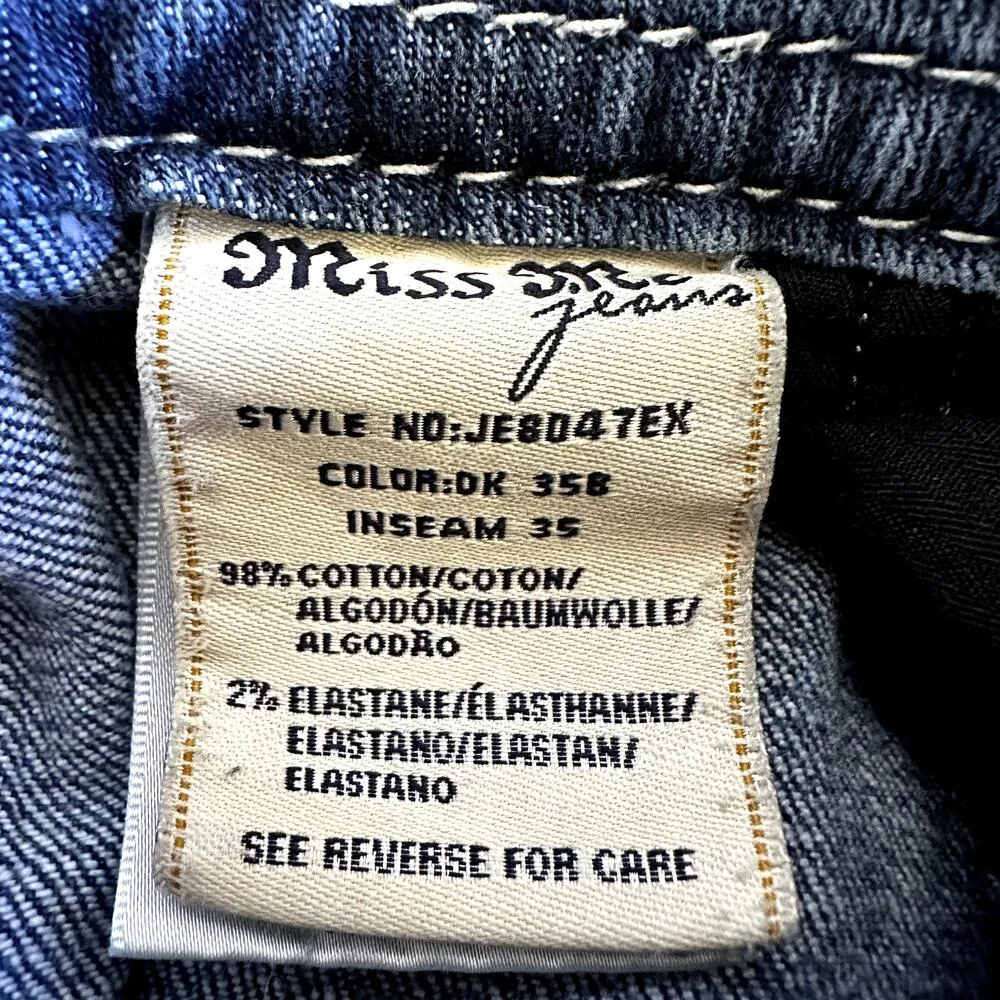 Miss Me
jeans
STYLE NO:JE8047EX
COLOR:DK 358
INSEAM 35
98% COTTON/COTON/
ALGODÓN/BAUMWOLLE/
ALGODÃO
2% ELASTANE/ÉLASTHANNE/
ELASTANO/ELASTAN/
ELASTANO
SEE REVERSE FOR CARE